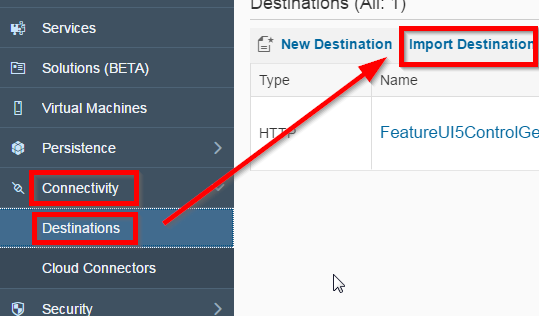 Destinations (All: 1)
Services
New Destination Import Destination
Solutions (BETA)
Type Name
Virtual Machines
HTTP FeatureUI5ControlGe
Persistence
Connectivity
Destinations
Cloud Connectors
Security